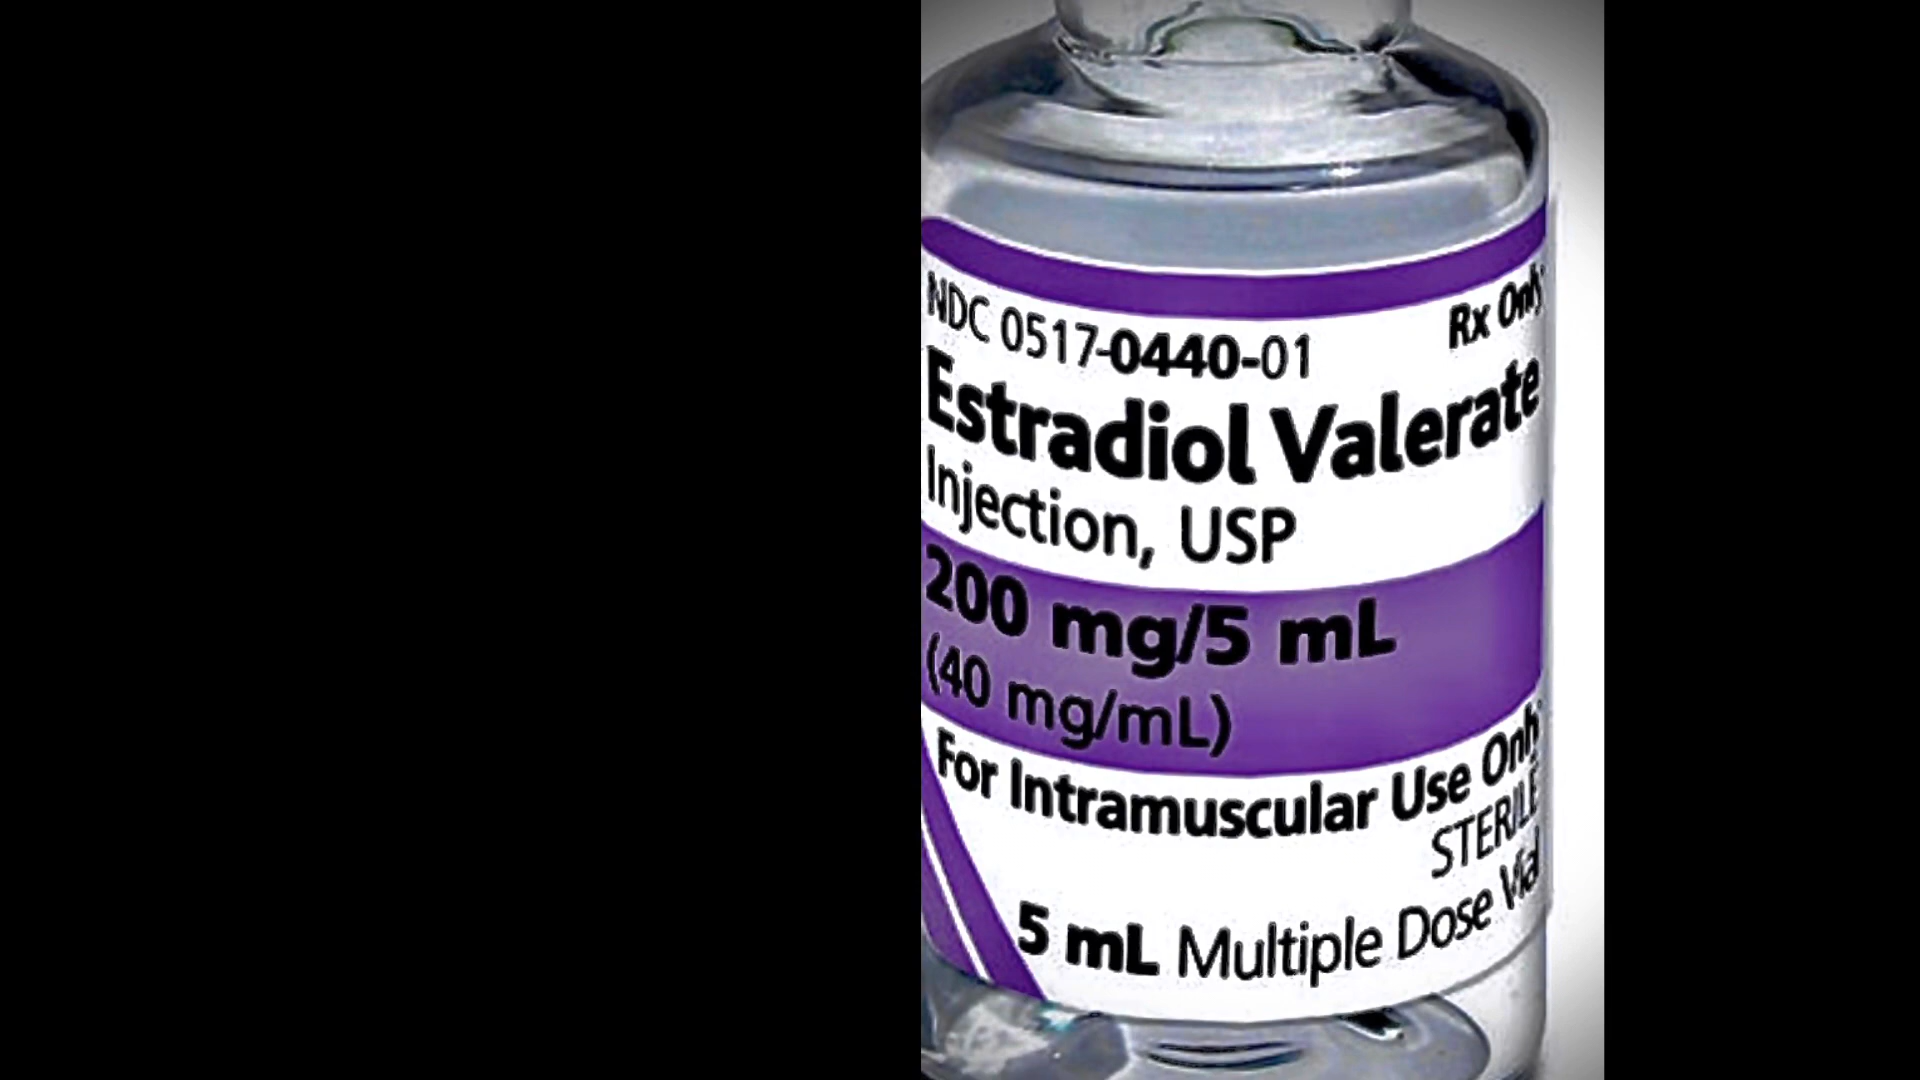 NDC 0517-0440-01
Rx Only
Estradiol Valerate
Injection, USP
200 mg/5 mL
(40 mg/mL)
For Intramuscular Use Only
STERILE
5 mL Multiple Dose Vial